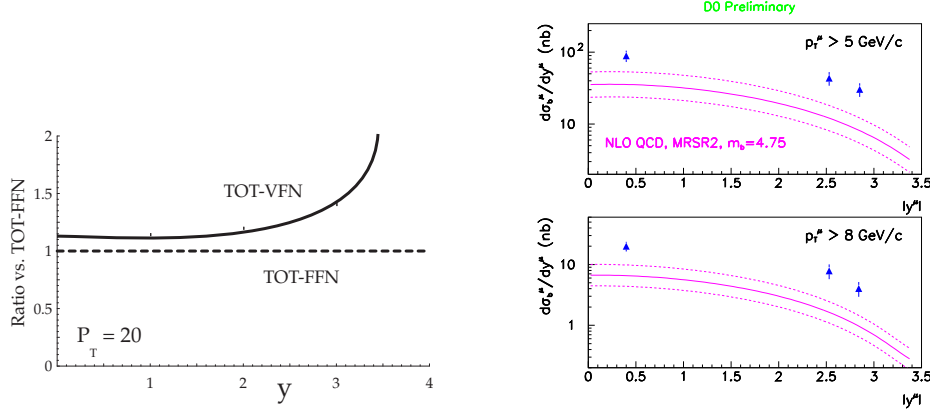 Ratio vs. TOT-FFN
2
1.5
1
0.5
0
TOT-VFN
TOT-FFN
P_T = 20
1 2 3 4
y
D0 Preliminary
dσ_b^μ/dy^μ (nb)
10^2
10
p_T^μ > 5 GeV/c
NLO QCD, MRSR2, m_b=4.75
0 0.5 1 1.5 2 2.5 3 3.5
|y^μ|
dσ_b^μ/dy^μ (nb)
10
1
p_T^μ > 8 GeV/c
0 0.5 1 1.5 2 2.5 3 3.5
|y^μ|